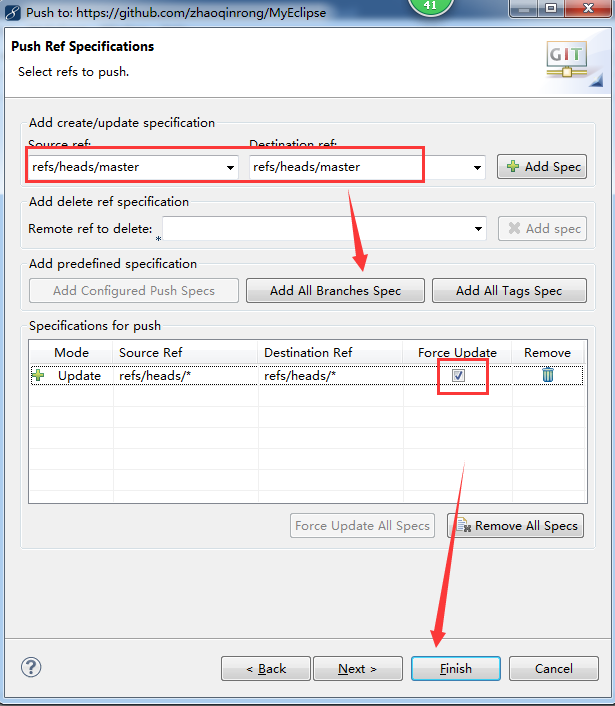 Push to: https://github.com/zhaoqinrong/MyEclipse
41
Push Ref Specifications
Select refs to push.
GIT
Add create/update specification
Source ref: Destination ref:
refs/heads/master refs/heads/master Add Spec
Add delete ref specification
Remote ref to delete: * Add spec
Add predefined specification
Add Configured Push Specs Add All Branches Spec Add All Tags Spec
Specifications for push
Mode Source Ref Destination Ref Force Update Remove
Update refs/heads/* refs/heads/*
Force Update All Specs Remove All Specs
? < Back Next > Finish Cancel